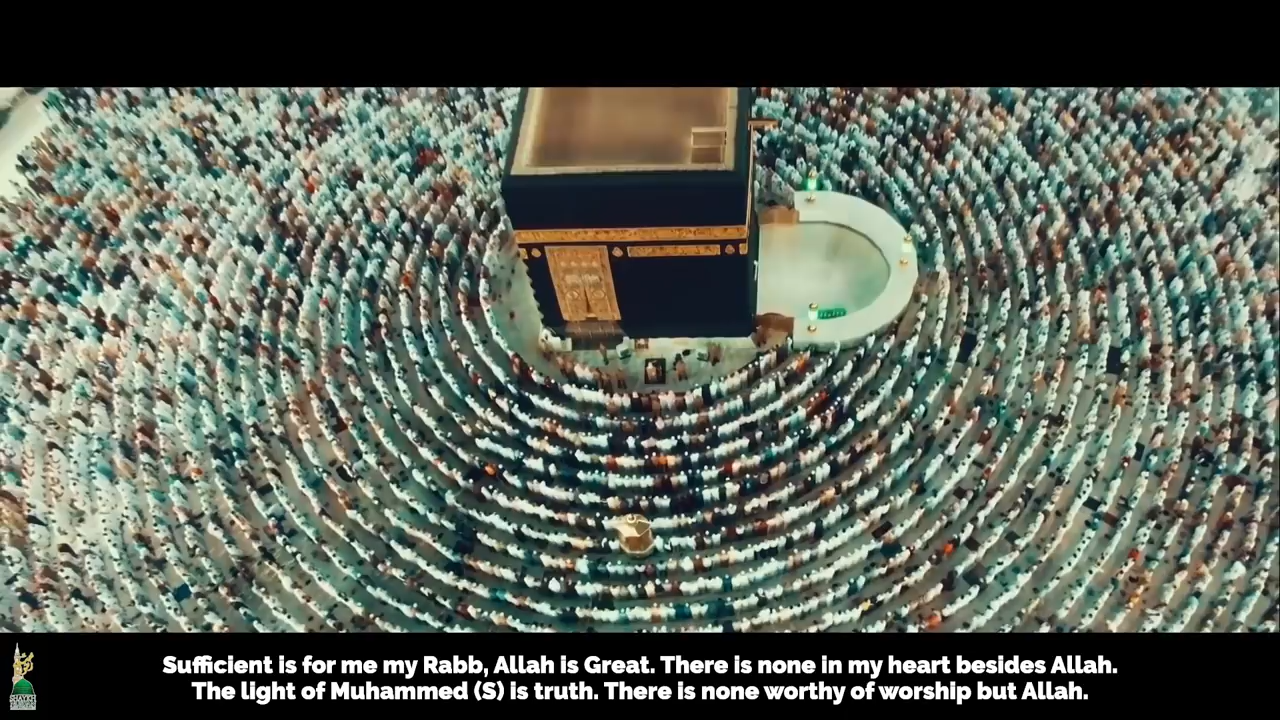 Sufficient is for me my Rabb, Allah is Great. There is none in my heart besides Allah.
The light of Muhammed (S) is truth. There is none worthy of worship but Allah.